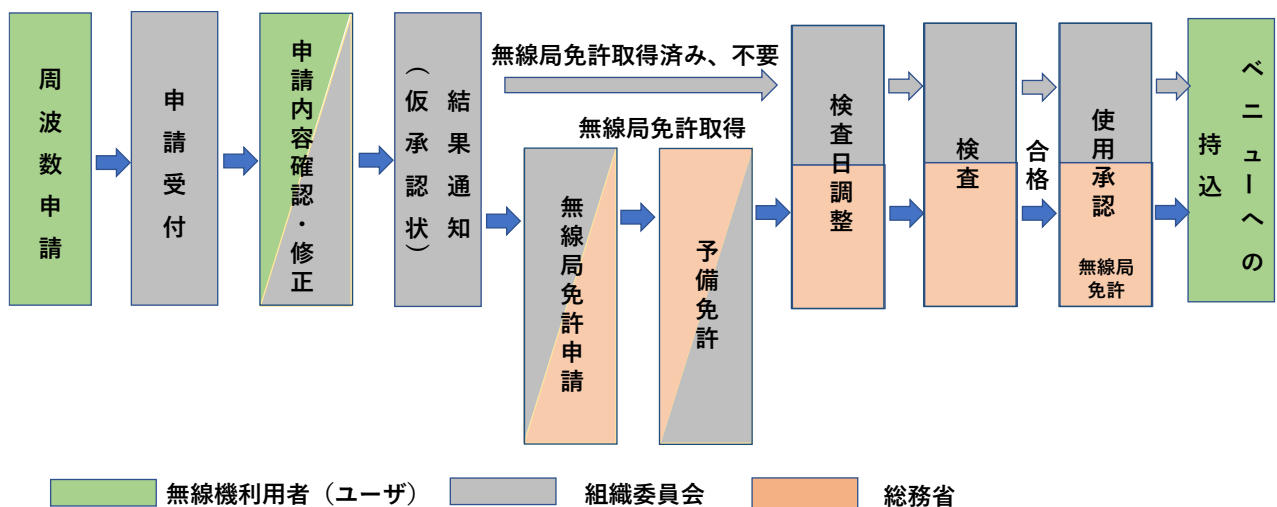 周波数申請
申請受付
申請内容確認・修正
結果通知
（仮承認状）
無線局免許取得済み、不要
無線局免許取得
無線局免許申請
予備免許
検査日調整
検査
合格
使用承認
無線局
免許
ベニューへの
持込
無線機利用者（ユーザ）
組織委員会
総務省